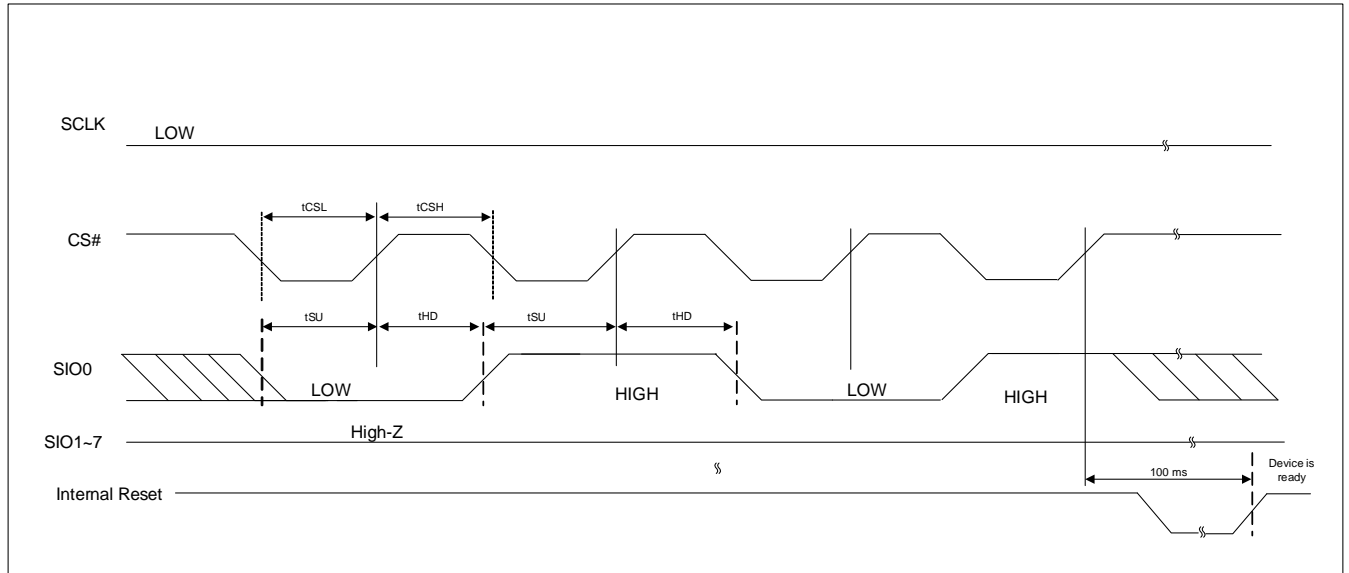 SCLK
LOW
tCSL
tCSH
CS#
tSU
tHD
tSU
tHD
SIO0
LOW
HIGH
LOW
HIGH
High-Z
SIO1~7
100 ms
Device is
ready
Internal Reset